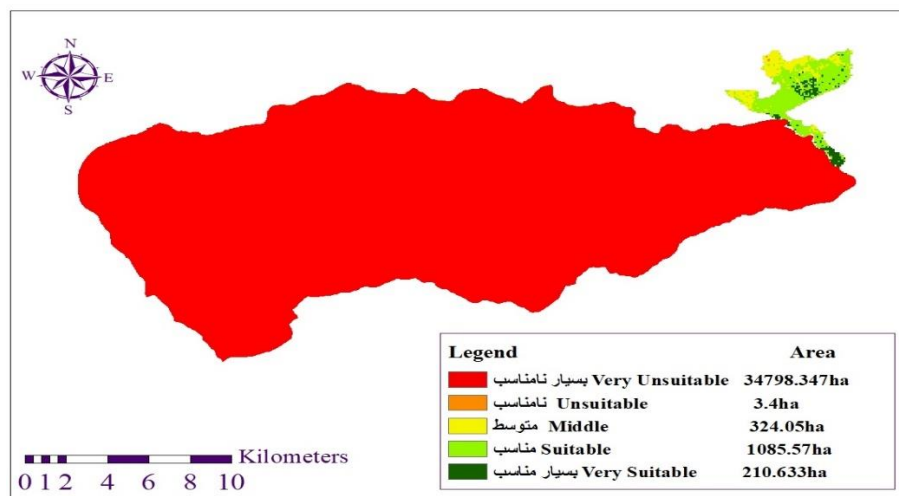 N
W E
S
Legend Area
بسیار نامناسب Very Unsuitable 34798.347ha
نامناسب Unsuitable 3.4ha
متوسط Middle 324.05ha
مناسب Suitable 1085.57ha
بسیار مناسب Very Suitable 210.633ha
Kilometers
0 1 2 4 6 8 10